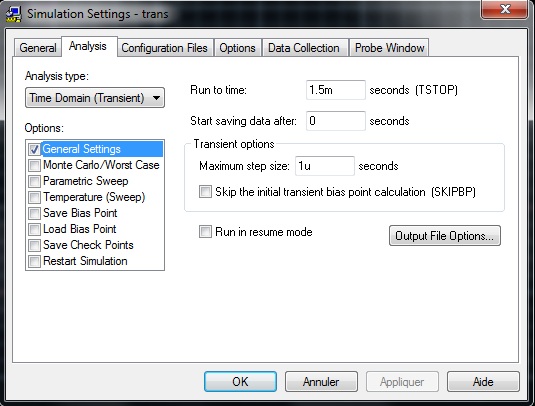 Simulation Settings - trans
General Analysis Configuration Files Options Data Collection Probe Window
Analysis type:
Time Domain (Transient)
Options:
General Settings
Monte Carlo/Worst Case
Parametric Sweep
Temperature (Sweep)
Save Bias Point
Load Bias Point
Save Check Points
Restart Simulation
Run to time: 1.5m seconds (TSTOP)
Start saving data after: 0 seconds
Transient options
Maximum step size: 1u seconds
Skip the initial transient bias point calculation (SKIPBP)
Run in resume mode
Output File Options...
OK Annuler Appliquer Aide